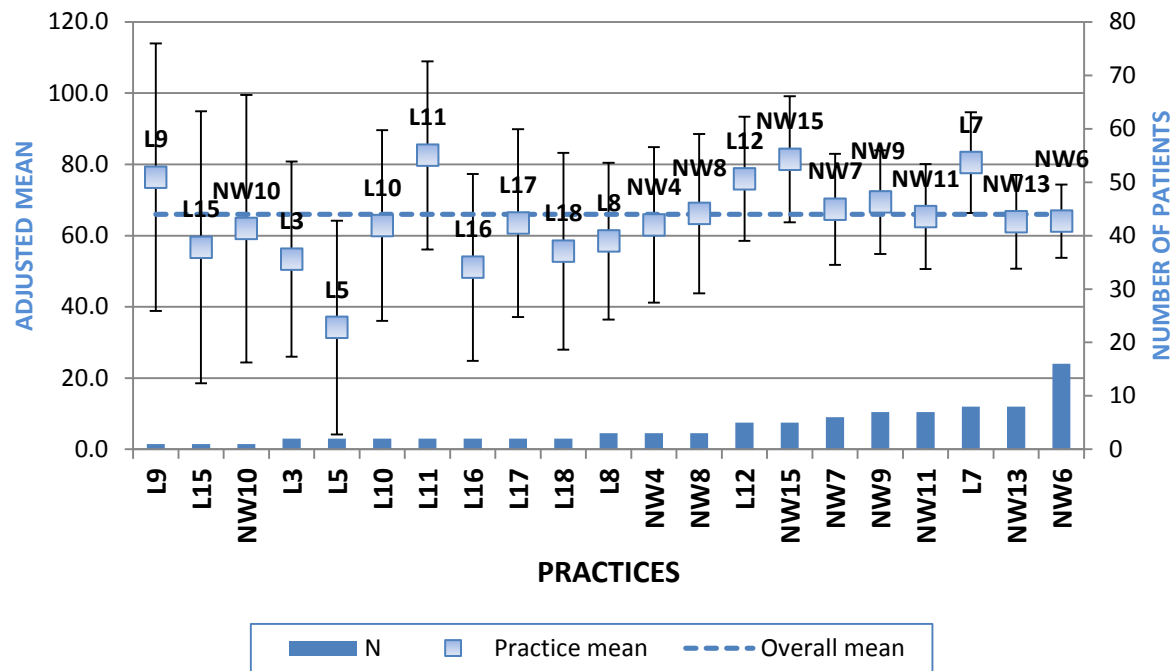 120.0
100.0
80.0
60.0
40.0
20.0
0.0
ADJUSTED MEAN
80
70
60
50
40
30
20
10
0
NUMBER OF PATIENTS
L9
L15
NW10
L3
L5
L10
L11
L16
L17
L18
L8
NW4
NW8
L12
NW15
NW7
NW9
NW11
L7
NW13
NW6
L9
L15
NW10
L3
L5
L10
L11
L16
L17
L18
L8
NW4
NW8
L12
NW15
NW7
NW9
NW11
L7
NW13
NW6
PRACTICES
N Practice mean Overall mean